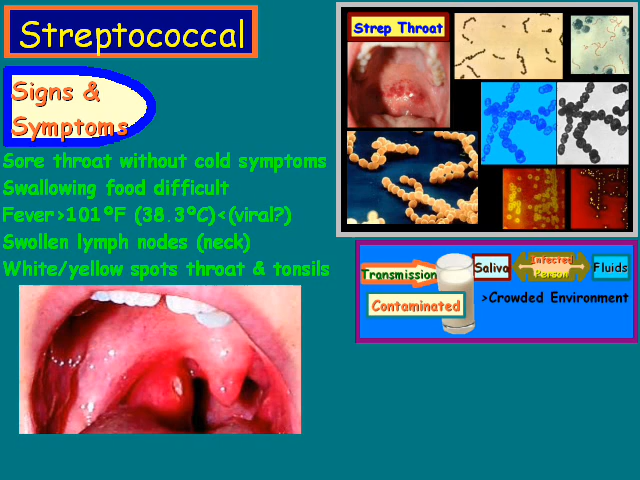 Streptococcal
Signs &
Symptoms
Sore throat without cold symptoms
Swallowing food difficult
Fever>101ºF (38.3ºC)<(viral?)
Swollen lymph nodes (neck)
White/yellow spots throat & tonsils
Strep Throat
Transmission
Contaminated
Saliva
Infected
Person
Fluids
>Crowded Environment